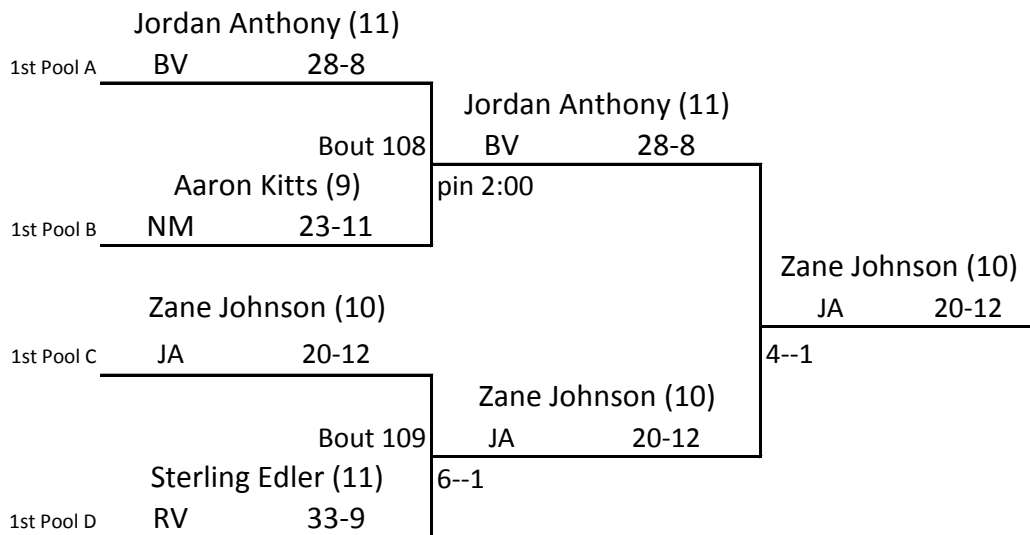 Jordan Anthony (11)
1st Pool A BV 28-8
Jordan Anthony (11)
Bout 108 BV 28-8
Aaron Kitts (9) pin 2:00
1st Pool B NM 23-11
Zane Johnson (10)
Zane Johnson (10) JA 20-12
1st Pool C JA 20-12 4--1
Zane Johnson (10)
Bout 109 JA 20-12
Sterling Edler (11) 6--1
1st Pool D RV 33-9